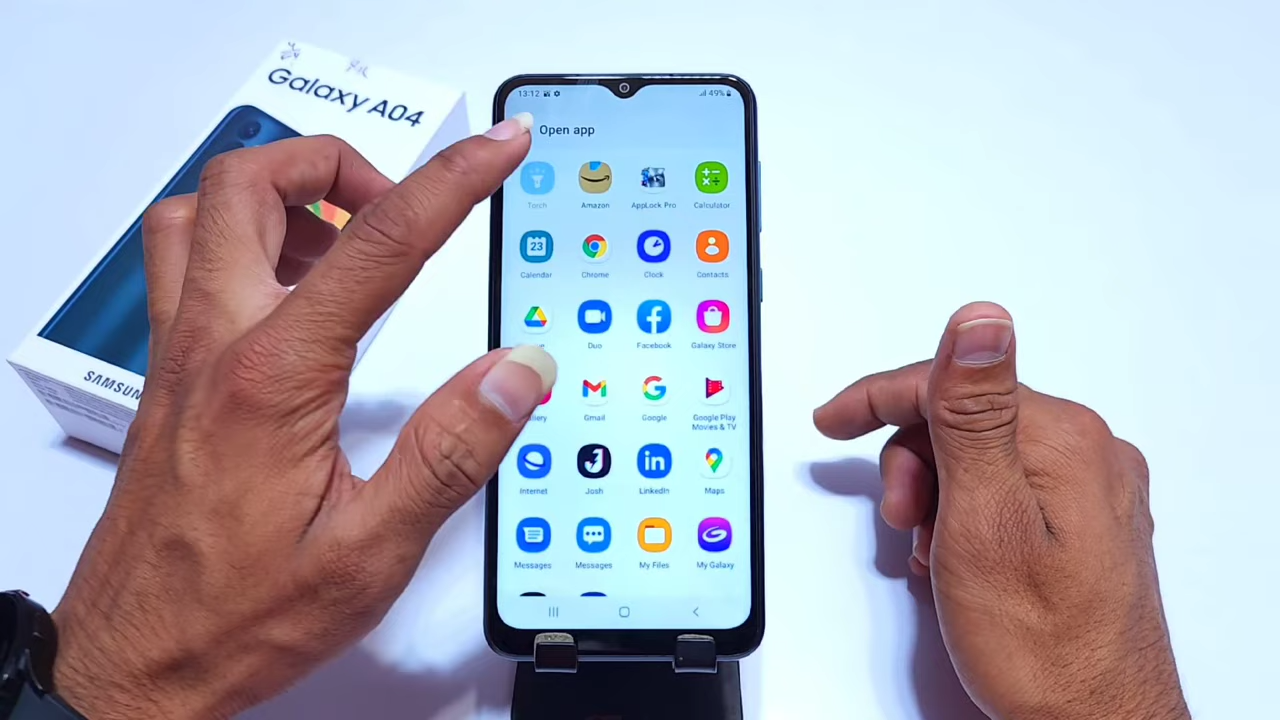 Galaxy A04
SAMSUN
13:12
49%
Open app
Torch
Amazon
AppLock Pro
Calculator
23
Calendar
Chrome
Clock
Contacts
Duo
Facebook
Galaxy Store
Gmail
Google
Google Play
Movies & TV
Internet
Josh
LinkedIn
Maps
Messages
Messages
My Files
My Galaxy